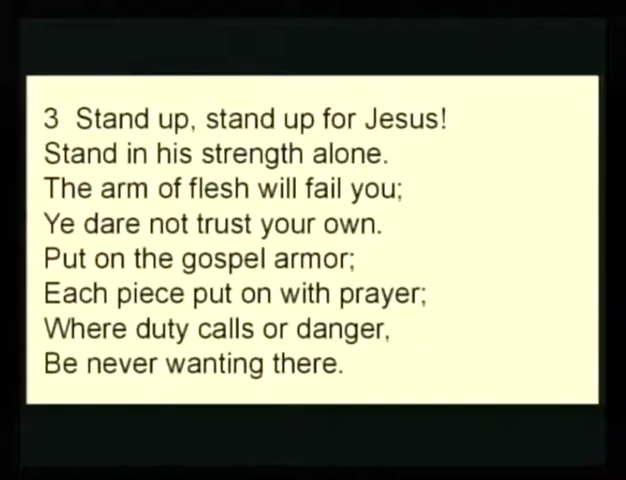 3 Stand up, stand up for Jesus!
Stand in his strength alone.
The arm of flesh will fail you;
Ye dare not trust your own.
Put on the gospel armor;
Each piece put on with prayer;
Where duty calls or danger,
Be never wanting there.